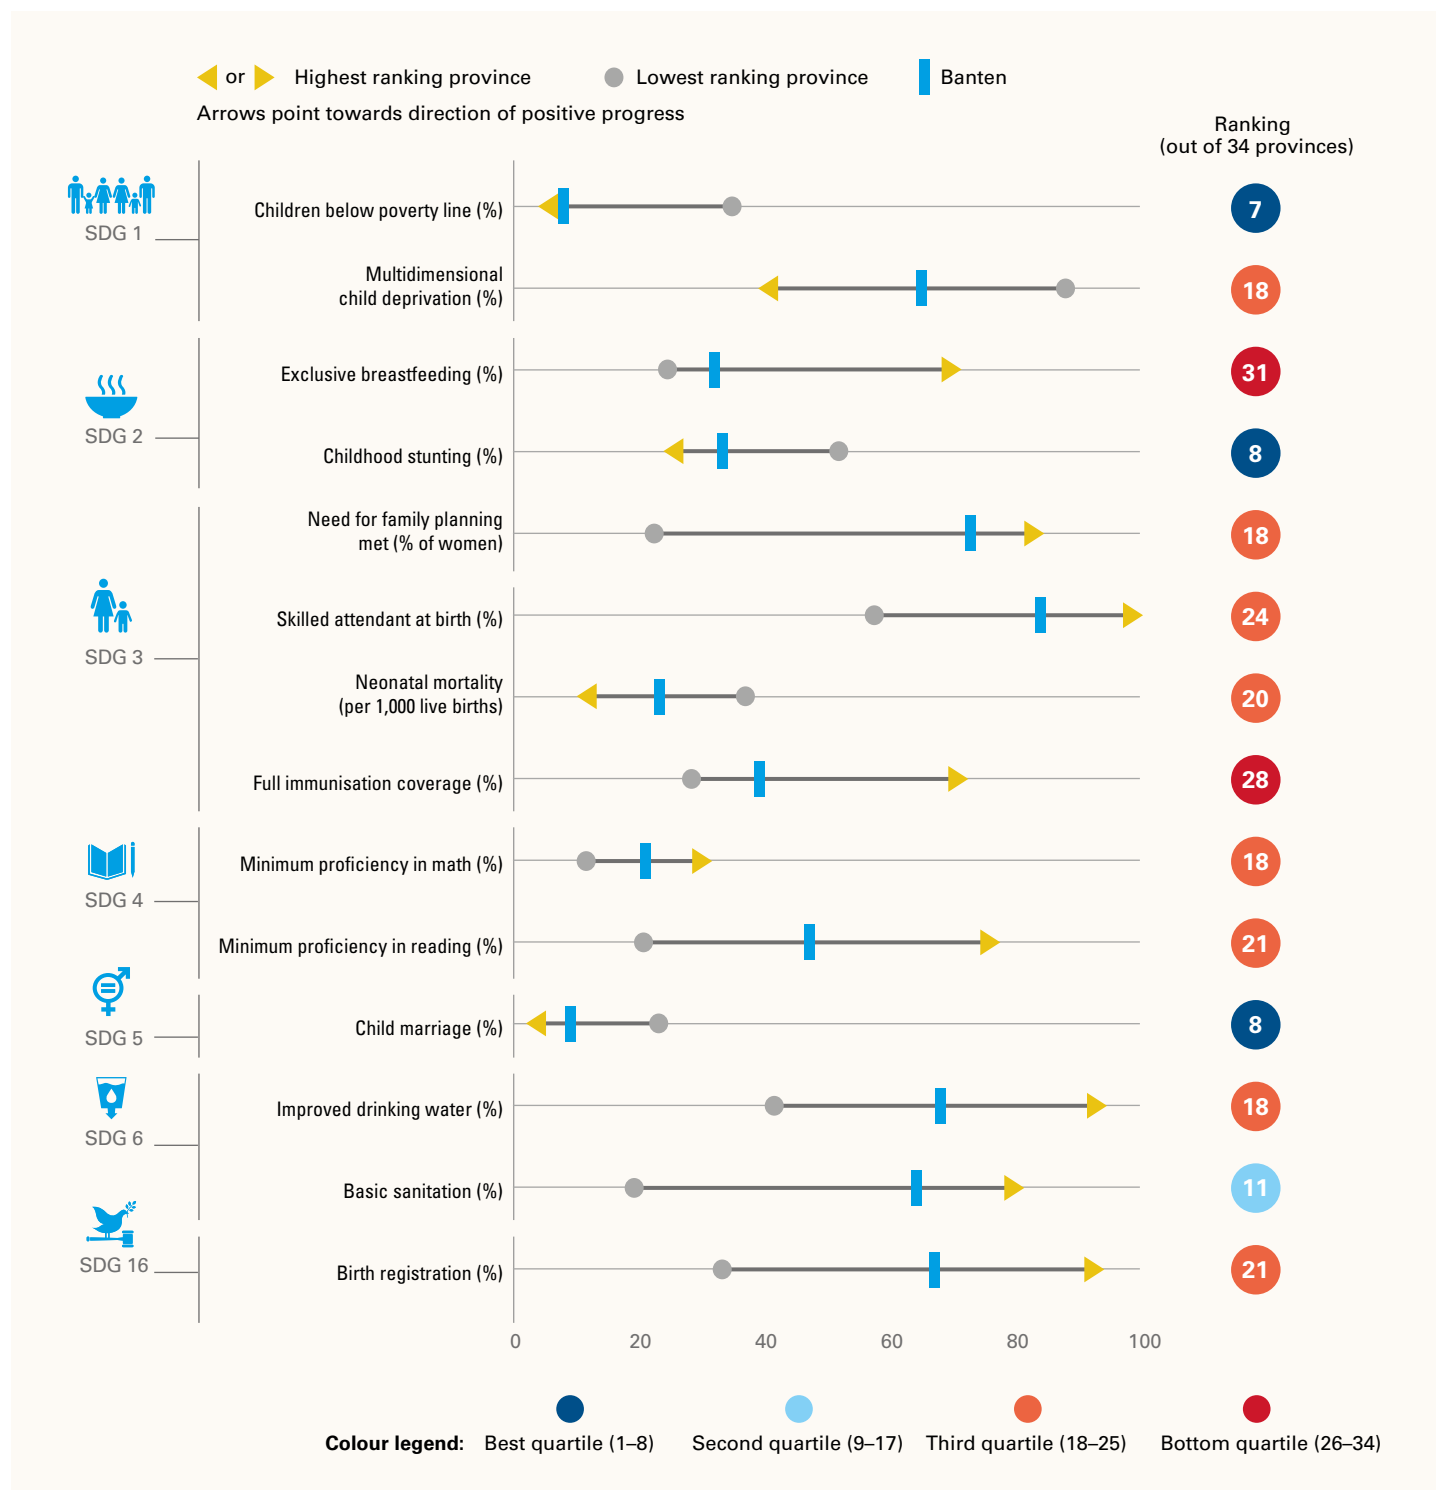 or Highest ranking province Lowest ranking province Banten
Arrows point towards direction of positive progress
Ranking
(out of 34 provinces)
SDG 1
Children below poverty line (%)
7
Multidimensional
child deprivation (%)
18
SDG 2
Exclusive breastfeeding (%)
31
Childhood stunting (%)
8
SDG 3
Need for family planning
met (% of women)
18
Skilled attendant at birth (%)
24
Neonatal mortality
(per 1,000 live births)
20
Full immunisation coverage (%)
28
SDG 4
Minimum proficiency in math (%)
18
Minimum proficiency in reading (%)
21
SDG 5
Child marriage (%)
8
SDG 6
Improved drinking water (%)
18
Basic sanitation (%)
11
SDG 16
Birth registration (%)
21
0 20 40 60 80 100
Colour legend: Best quartile (1–8) Second quartile (9–17) Third quartile (18–25) Bottom quartile (26–34)